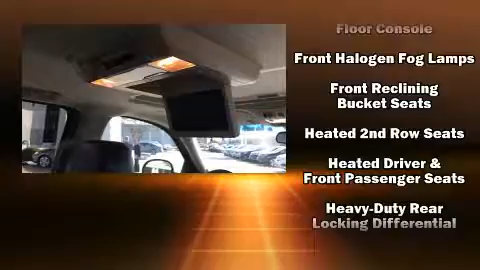 Floor Console
Front Halogen Fog Lamps
Front Reclining
Bucket Seats
Heated 2nd Row Seats
Heated Driver &
Front Passenger Seats
Heavy-Duty Rear
Locking Differential